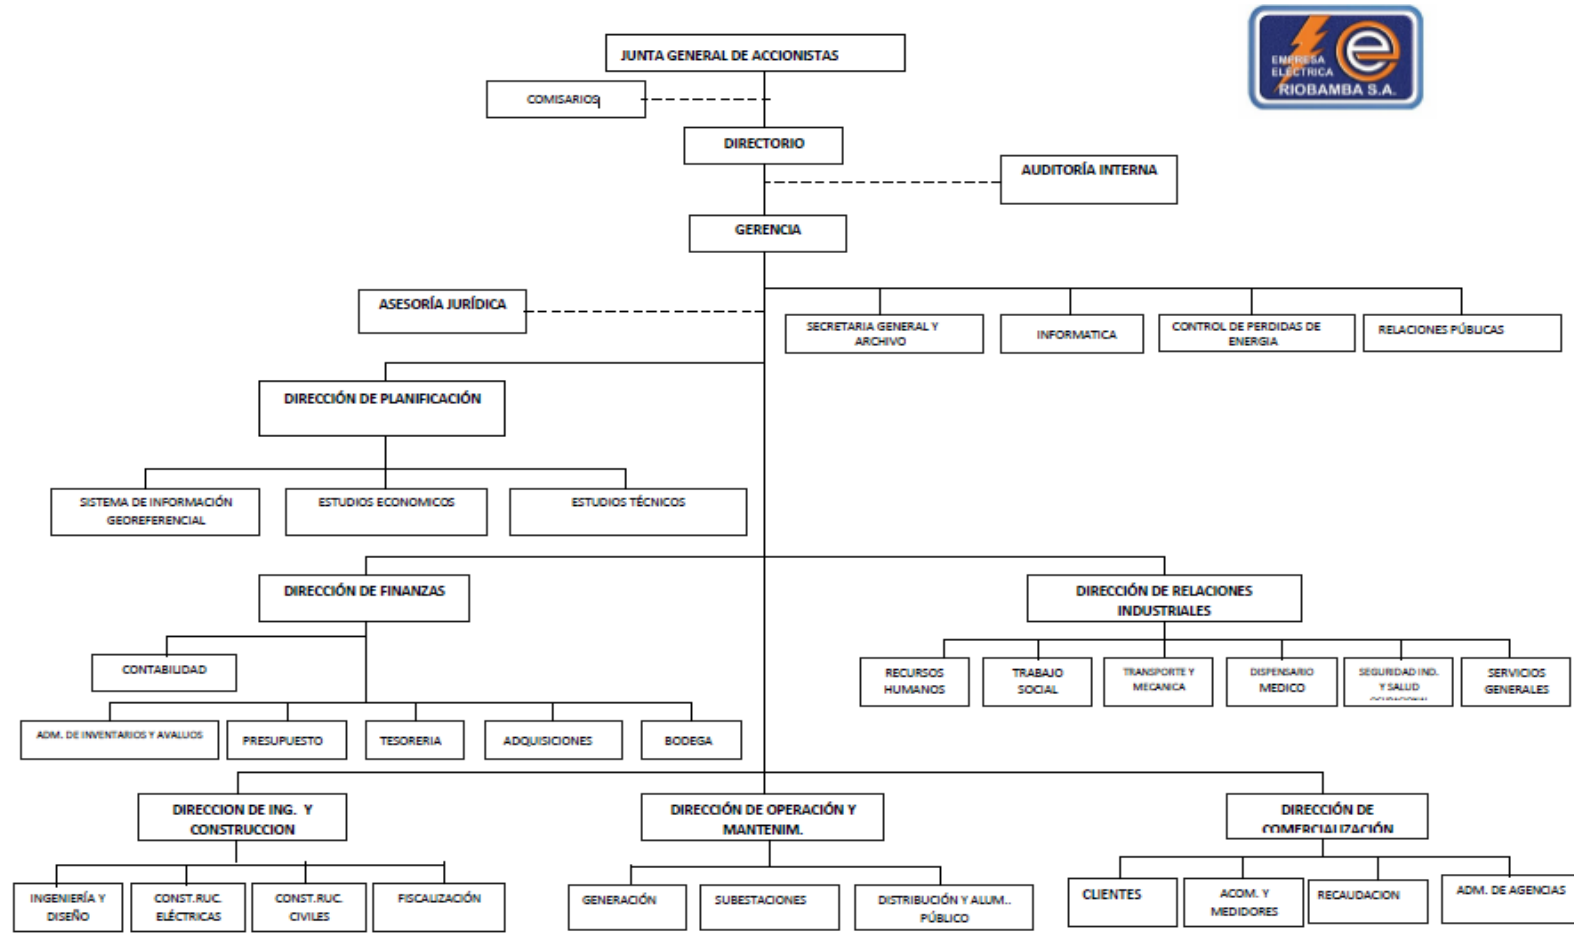 EMPRESA
ELÉCTRICA
RIOBAMBA S.A.
JUNTA GENERAL DE ACCIONISTAS
COMISARIOS
DIRECTORIO
AUDITORÍA INTERNA
GERENCIA
ASESORÍA JURÍDICA
SECRETARIA GENERAL Y
ARCHIVO
INFORMATICA
CONTROL DE PERDIDAS DE
ENERGIA
RELACIONES PÚBLICAS
DIRECCIÓN DE PLANIFICACIÓN
SISTEMA DE INFORMACIÓN
GEOREFERENCIAL
ESTUDIOS ECONOMICOS
ESTUDIOS TÉCNICOS
DIRECCIÓN DE FINANZAS
DIRECCIÓN DE RELACIONES
INDUSTRIALES
CONTABILIDAD
RECURSOS
HUMANOS
TRABAJO
SOCIAL
TRANSPORTE Y
MECANICA
DISPENSARIO
MEDICO
SEGURIDAD IND.
Y SALUD
OCUPACIONAL
SERVICIOS
GENERALES
ADM. DE INVENTARIOS Y AVALUOS
PRESUPUESTO
TESORERIA
ADQUISICIONES
BODEGA
DIRECCION DE ING. Y
CONSTRUCCION
DIRECCIÓN DE OPERACIÓN Y
MANTENIM.
DIRECCIÓN DE
COMERCIALIZACIÓN
INGENIERÍA Y
DISEÑO
CONST.RUC.
ELÉCTRICAS
CONST.RUC.
CIVILES
FISCALIZACIÓN
GENERACIÓN
SUBESTACIONES
DISTRIBUCIÓN Y ALUM..
PÚBLICO
CLIENTES
ACOM. Y
MEDIDORES
RECAUDACION
ADM. DE AGENCIAS